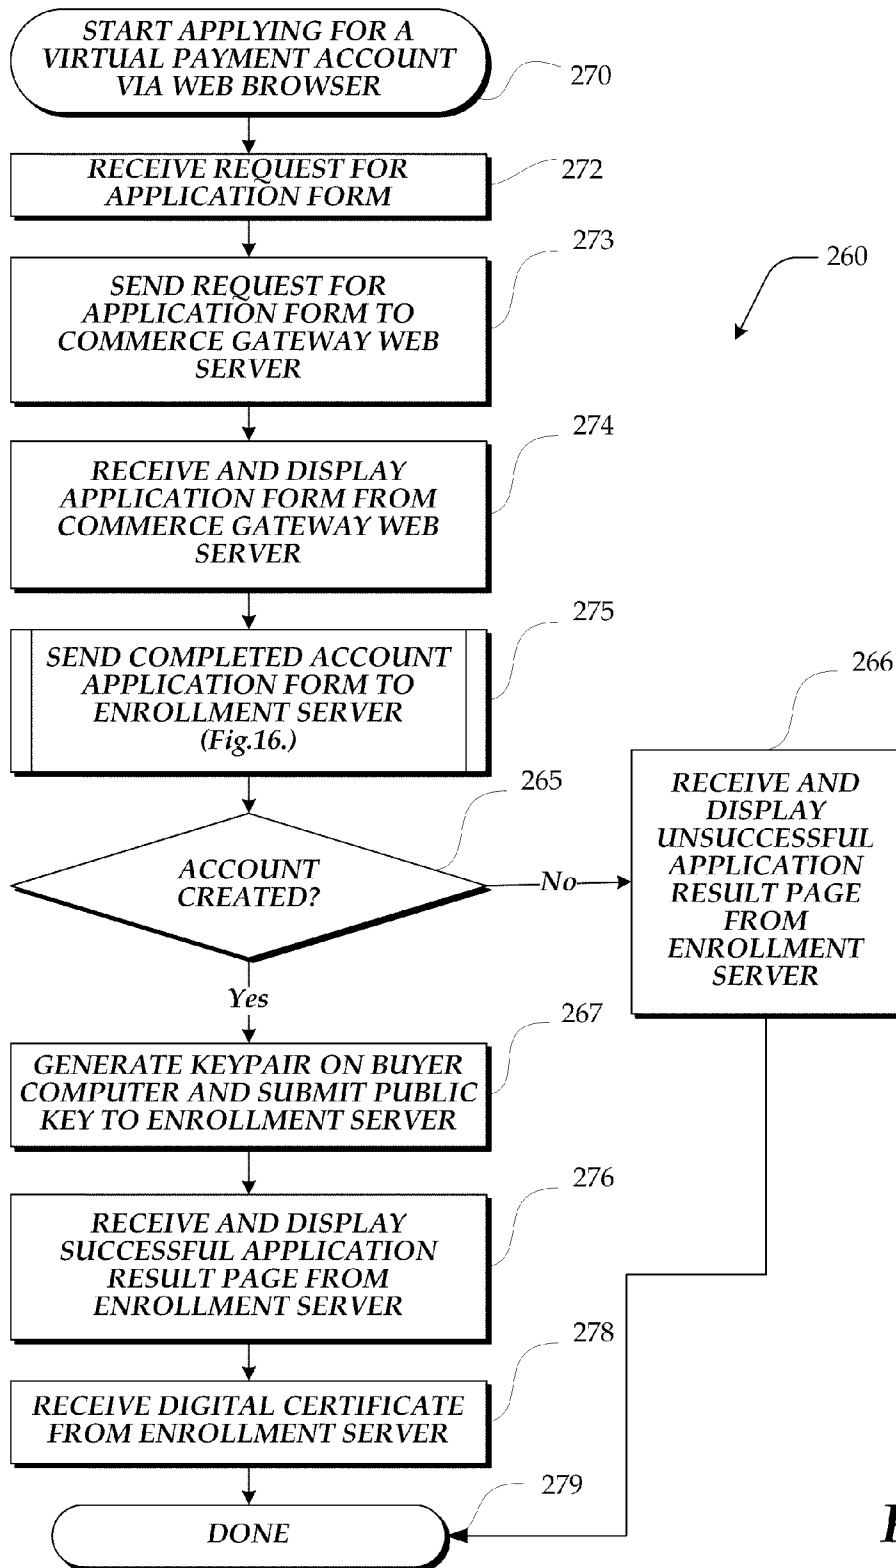 START APPLYING FOR A
VIRTUAL PAYMENT ACCOUNT
VIA WEB BROWSER
270
RECEIVE REQUEST FOR
APPLICATION FORM
272
273
SEND REQUEST FOR
APPLICATION FORM TO
COMMERCE GATEWAY WEB
SERVER
260
274
RECEIVE AND DISPLAY
APPLICATION FORM FROM
COMMERCE GATEWAY WEB
SERVER
275
SEND COMPLETED ACCOUNT
APPLICATION FORM TO
ENROLLMENT SERVER
(Fig.16.)
266
RECEIVE AND
DISPLAY
UNSUCCESSFUL
APPLICATION
RESULT PAGE
FROM
ENROLLMENT
SERVER
265
ACCOUNT
CREATED?
No
Yes
267
GENERATE KEYPAIR ON BUYER
COMPUTER AND SUBMIT PUBLIC
KEY TO ENROLLMENT SERVER
276
RECEIVE AND DISPLAY
SUCCESSFUL APPLICATION
RESULT PAGE FROM
ENROLLMENT SERVER
278
RECEIVE DIGITAL CERTIFICATE
FROM ENROLLMENT SERVER
279
DONE